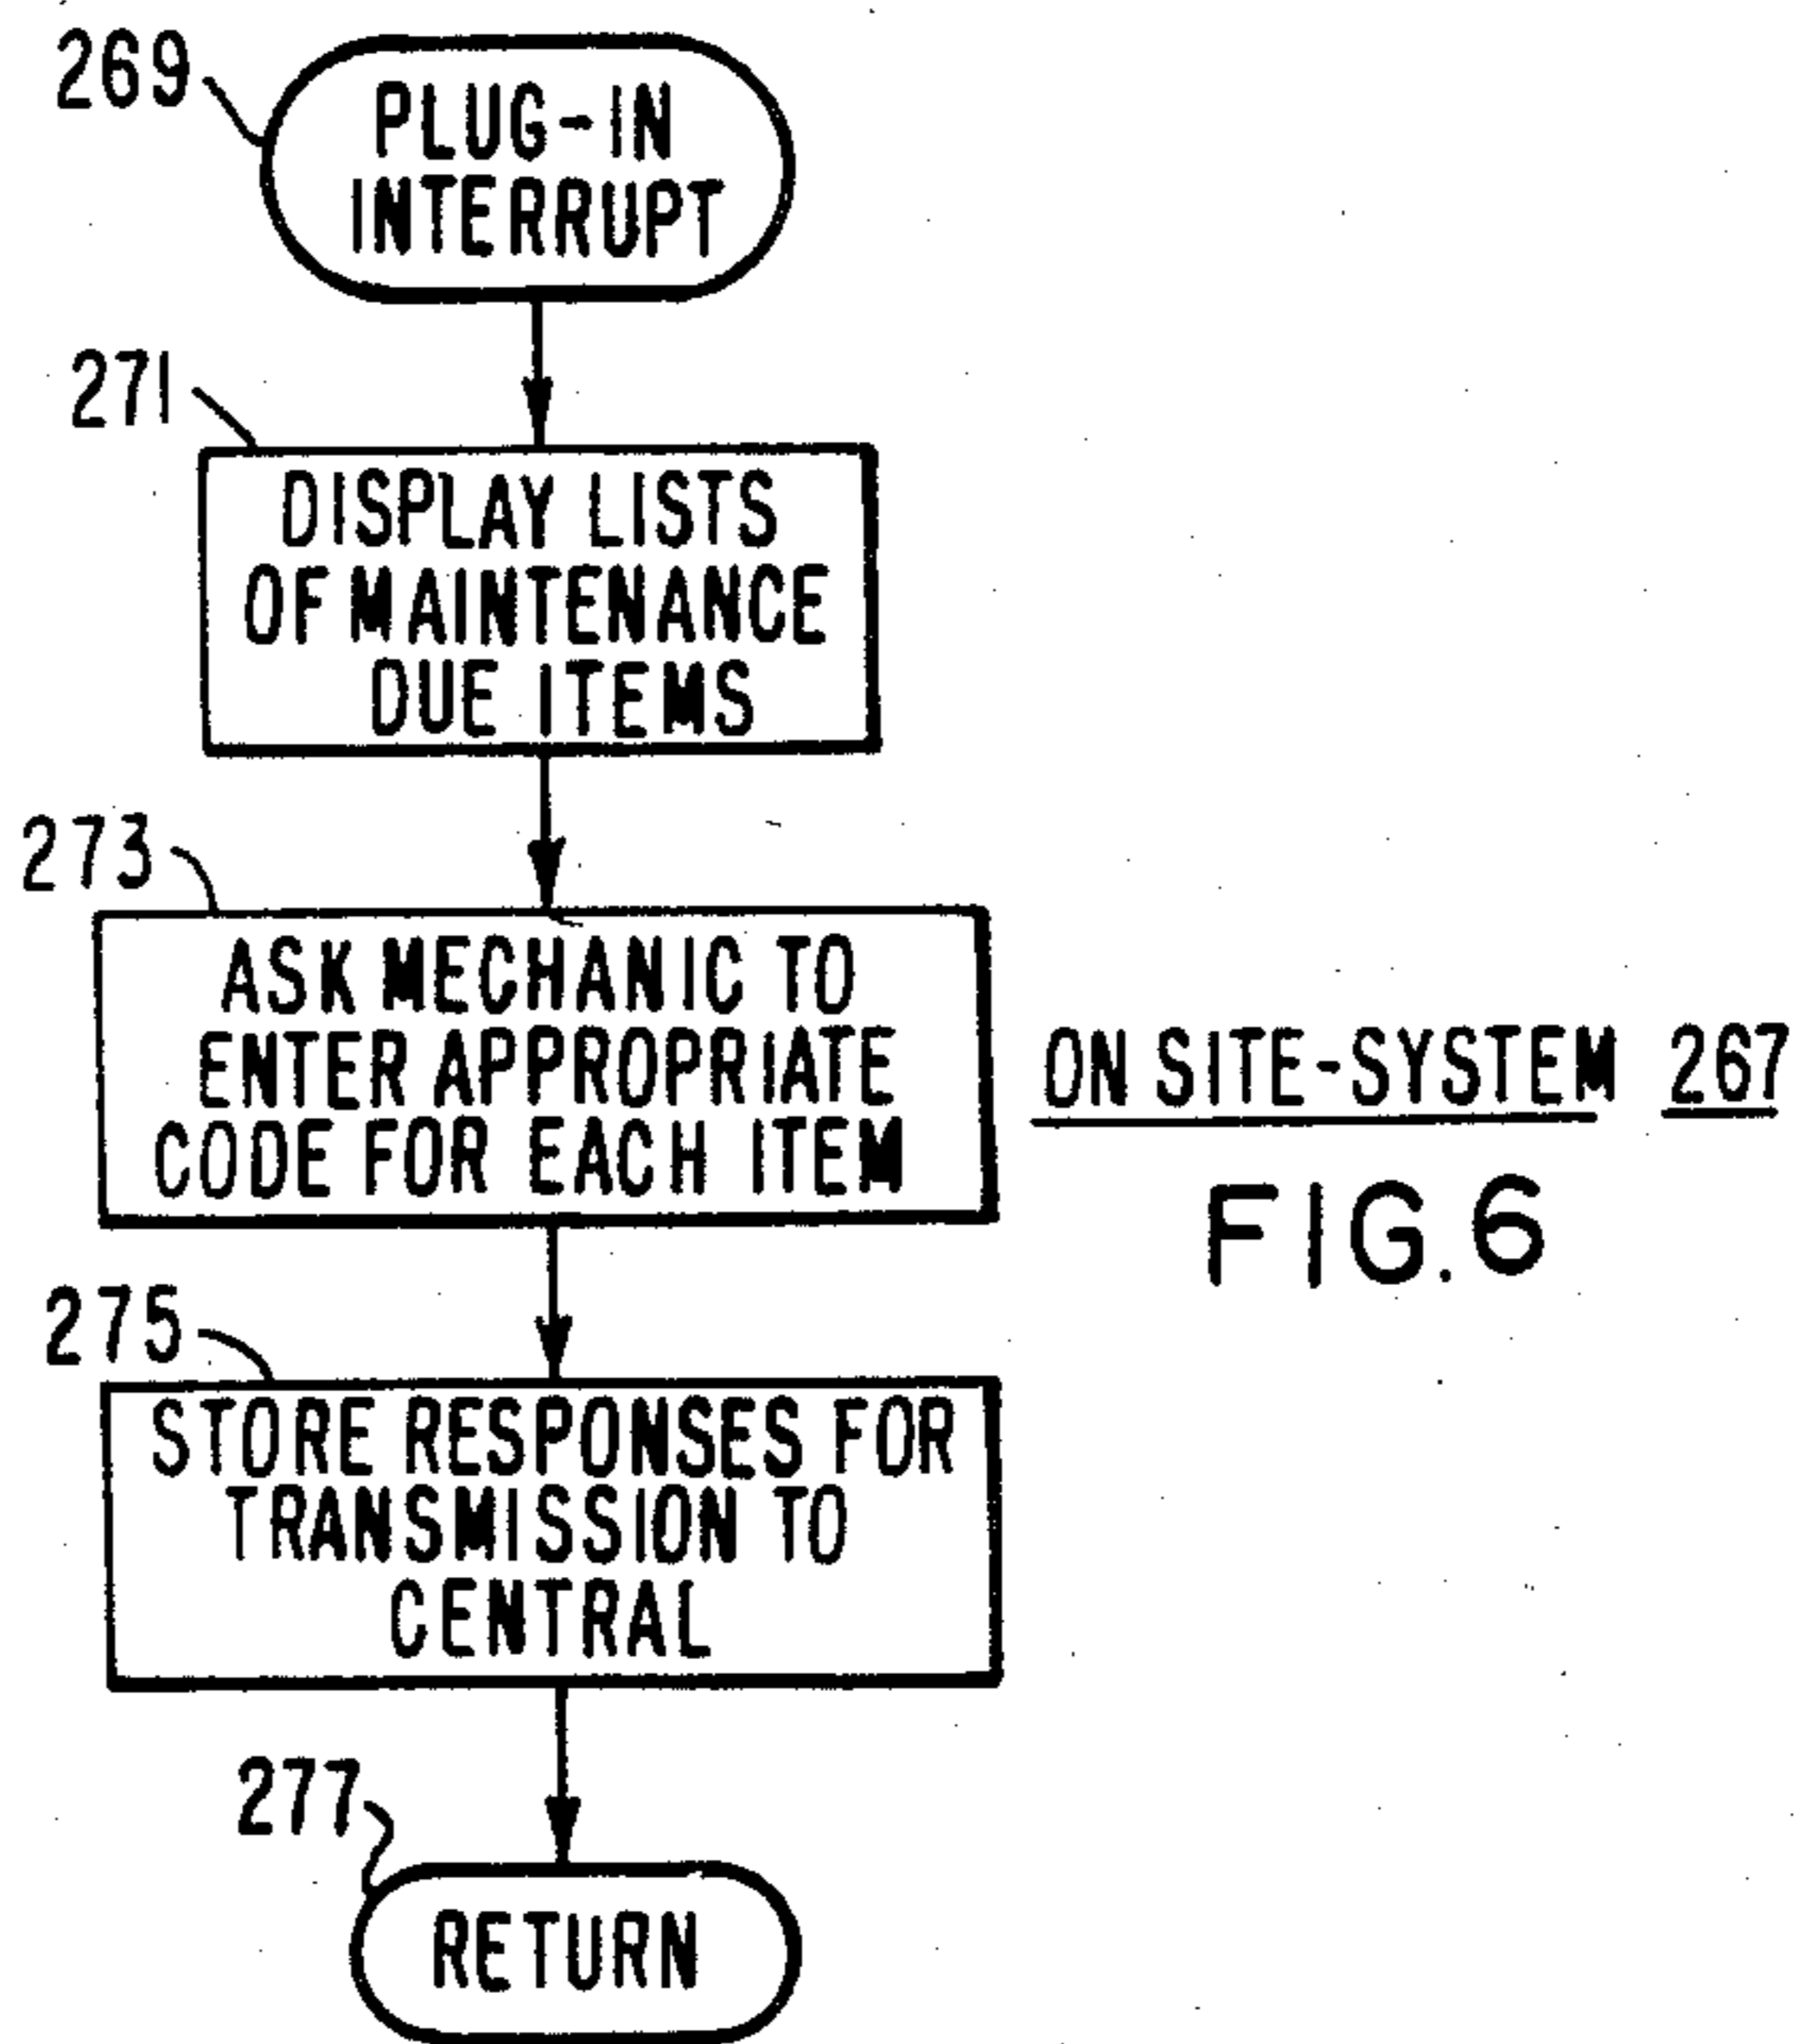 269
PLUG-IN
INTERRUPT
271
DISPLAY LISTS
OF MAINTENANCE
DUE ITEMS
273
ASK MECHANIC TO
ENTER APPROPRIATE
CODE FOR EACH ITEM
ON SITE-SYSTEM 267
FIG.6
275
STORE RESPONSES FOR
TRANSMISSION TO
CENTRAL
277
RETURN